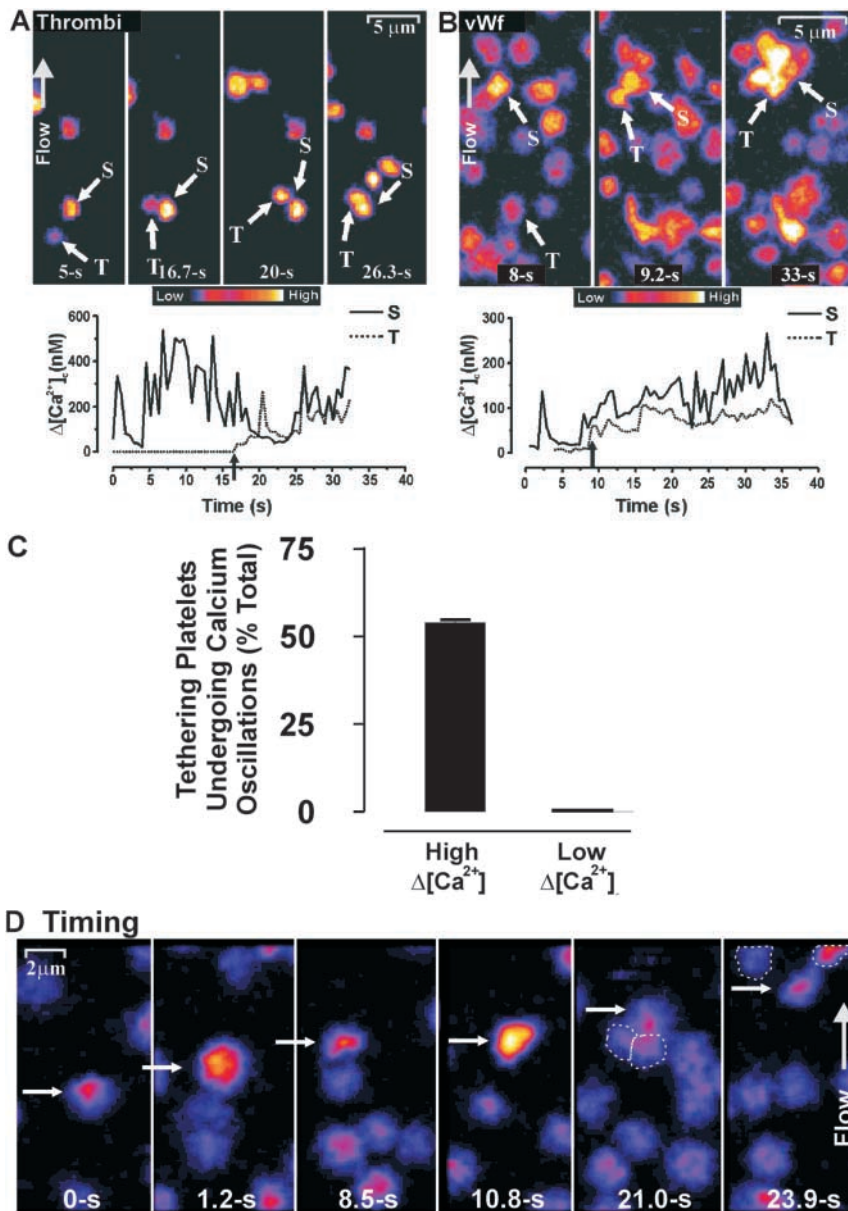 A Thrombi
5 μm
Flow
S
T
5-s
S
T
16.7-s
S
T
20-s
S
T
26.3-s
Low High
S
T
Δ[Ca²⁺]c(nM)
600
400
200
0
0 5 10 15 20 25 30 35 40
Time (s)
B vWf
5 μm
Flow
S
T
8-s
S
T
9.2-s
S
T
33-s
Low High
S
T
Δ[Ca²⁺]c(nM)
300
200
100
0
0 5 10 15 20 25 30 35 40
Time (s)
C
Tethering Platelets
Undergoing Calcium
Oscillations (% Total)
75
50
25
0
High
Δ[Ca²⁺]
Low
Δ[Ca²⁺]
D Timing
2μm
0-s
1.2-s
8.5-s
10.8-s
21.0-s
23.9-s
Flow